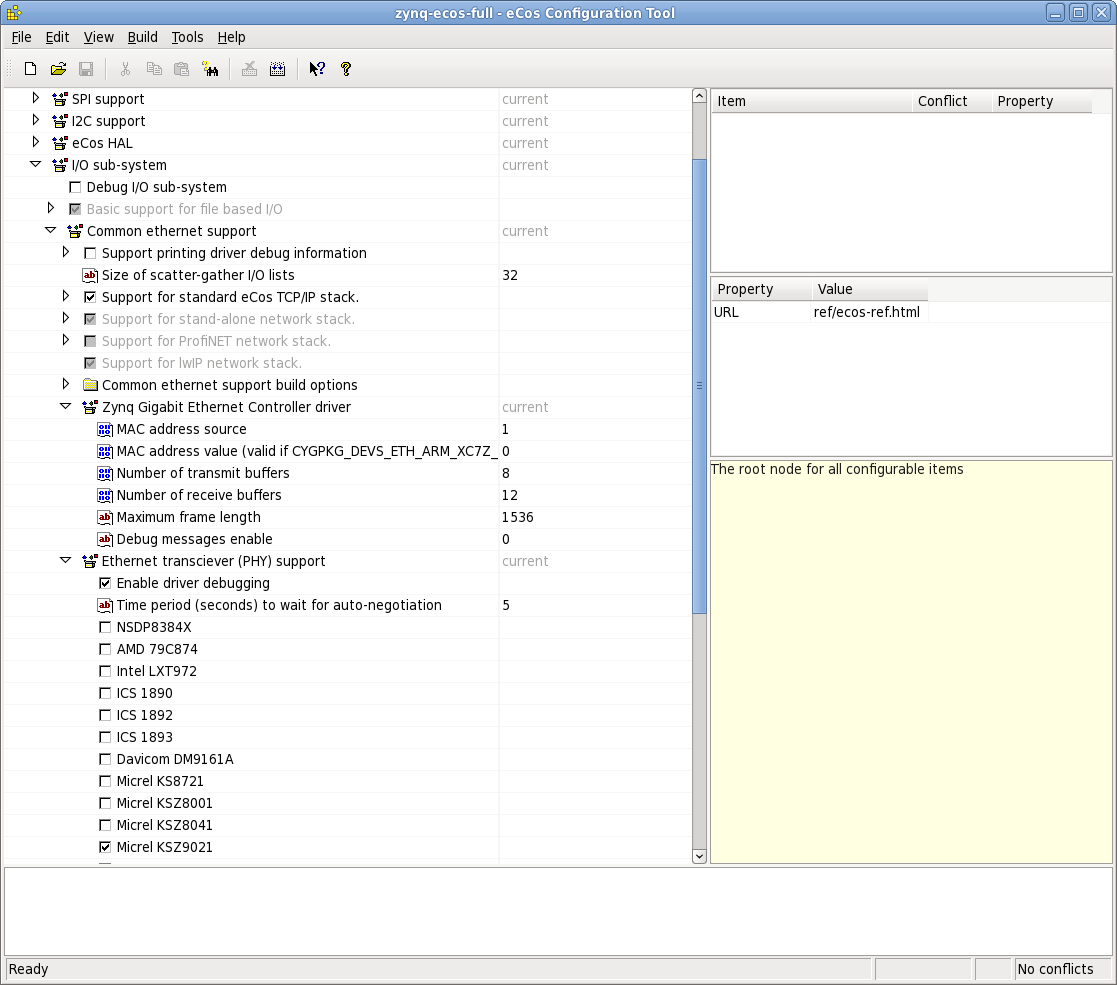 zynq-ecos-full - eCos Configuration Tool
File Edit View Build Tools Help
SPI support current
I2C support current
eCos HAL current
I/O sub-system current
Debug I/O sub-system
Basic support for file based I/O
Common ethernet support current
Support printing driver debug information
Size of scatter-gather I/O lists 32
Support for standard eCos TCP/IP stack.
Support for stand-alone network stack.
Support for ProfiNET network stack.
Support for lwIP network stack.
Common ethernet support build options
Zynq Gigabit Ethernet Controller driver current
MAC address source 1
MAC address value (valid if CYGPKG_DEVS_ETH_ARM_XC7Z_ 0
Number of transmit buffers 8
Number of receive buffers 12
Maximum frame length 1536
Debug messages enable 0
Ethernet transciever (PHY) support current
Enable driver debugging
Time period (seconds) to wait for auto-negotiation 5
NSDP8384X
AMD 79C874
Intel LXT972
ICS 1890
ICS 1892
ICS 1893
Davicom DM9161A
Micrel KS8721
Micrel KSZ8001
Micrel KSZ8041
Micrel KSZ9021
Item Conflict Property
Property Value
URL ref/ecos-ref.html
The root node for all configurable items
Ready
No conflicts